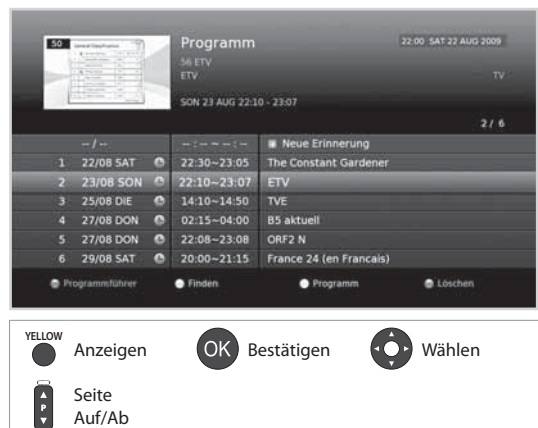 50
General Classification
Programm
22:00 SAT 22 AUG 2009
56 ETV
ETV
TV
SON 23 AUG 22:10 - 23:07
2 / 6
-- / --
-- : -- ~ -- : --
Neue Erinnerung
1 22/08 SAT 22:30~23:05 The Constant Gardener
2 23/08 SON 22:10~23:07 ETV
3 25/08 DIE 14:10~14:50 TVE
4 27/08 DON 02:15~04:00 B5 aktuell
5 27/08 DON 22:08~23:08 ORF2 N
6 29/08 SAT 20:00~21:15 France 24 (en Francais)
Programmführer Finden Programm Löschen
YELLOW
Anzeigen OK Bestätigen Wählen
P
Seite
Auf/Ab